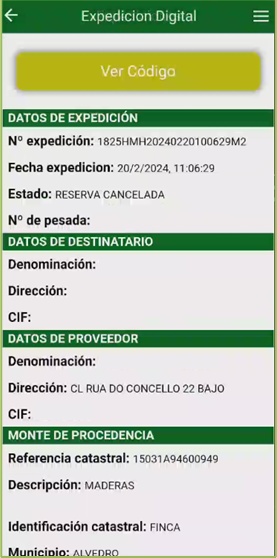 Expedicion Digital
Ver Código
DATOS DE EXPEDICIÓN
Nº expedición: 1825HMH20240220100629M2
Fecha expedicion: 20/2/2024, 11:06:29
Estado: RESERVA CANCELADA
Nº de pesada:
DATOS DE DESTINATARIO
Denominación:
Dirección:
CIF:
DATOS DE PROVEEDOR
Denominación:
Dirección: CL RUA DO CONCELLO 22 BAJO
CIF:
MONTE DE PROCEDENCIA
Referencia catastral: 15031A94600949
Descripción: MADERAS
Identificación catastral: FINCA
Municipio: ALVEDRO